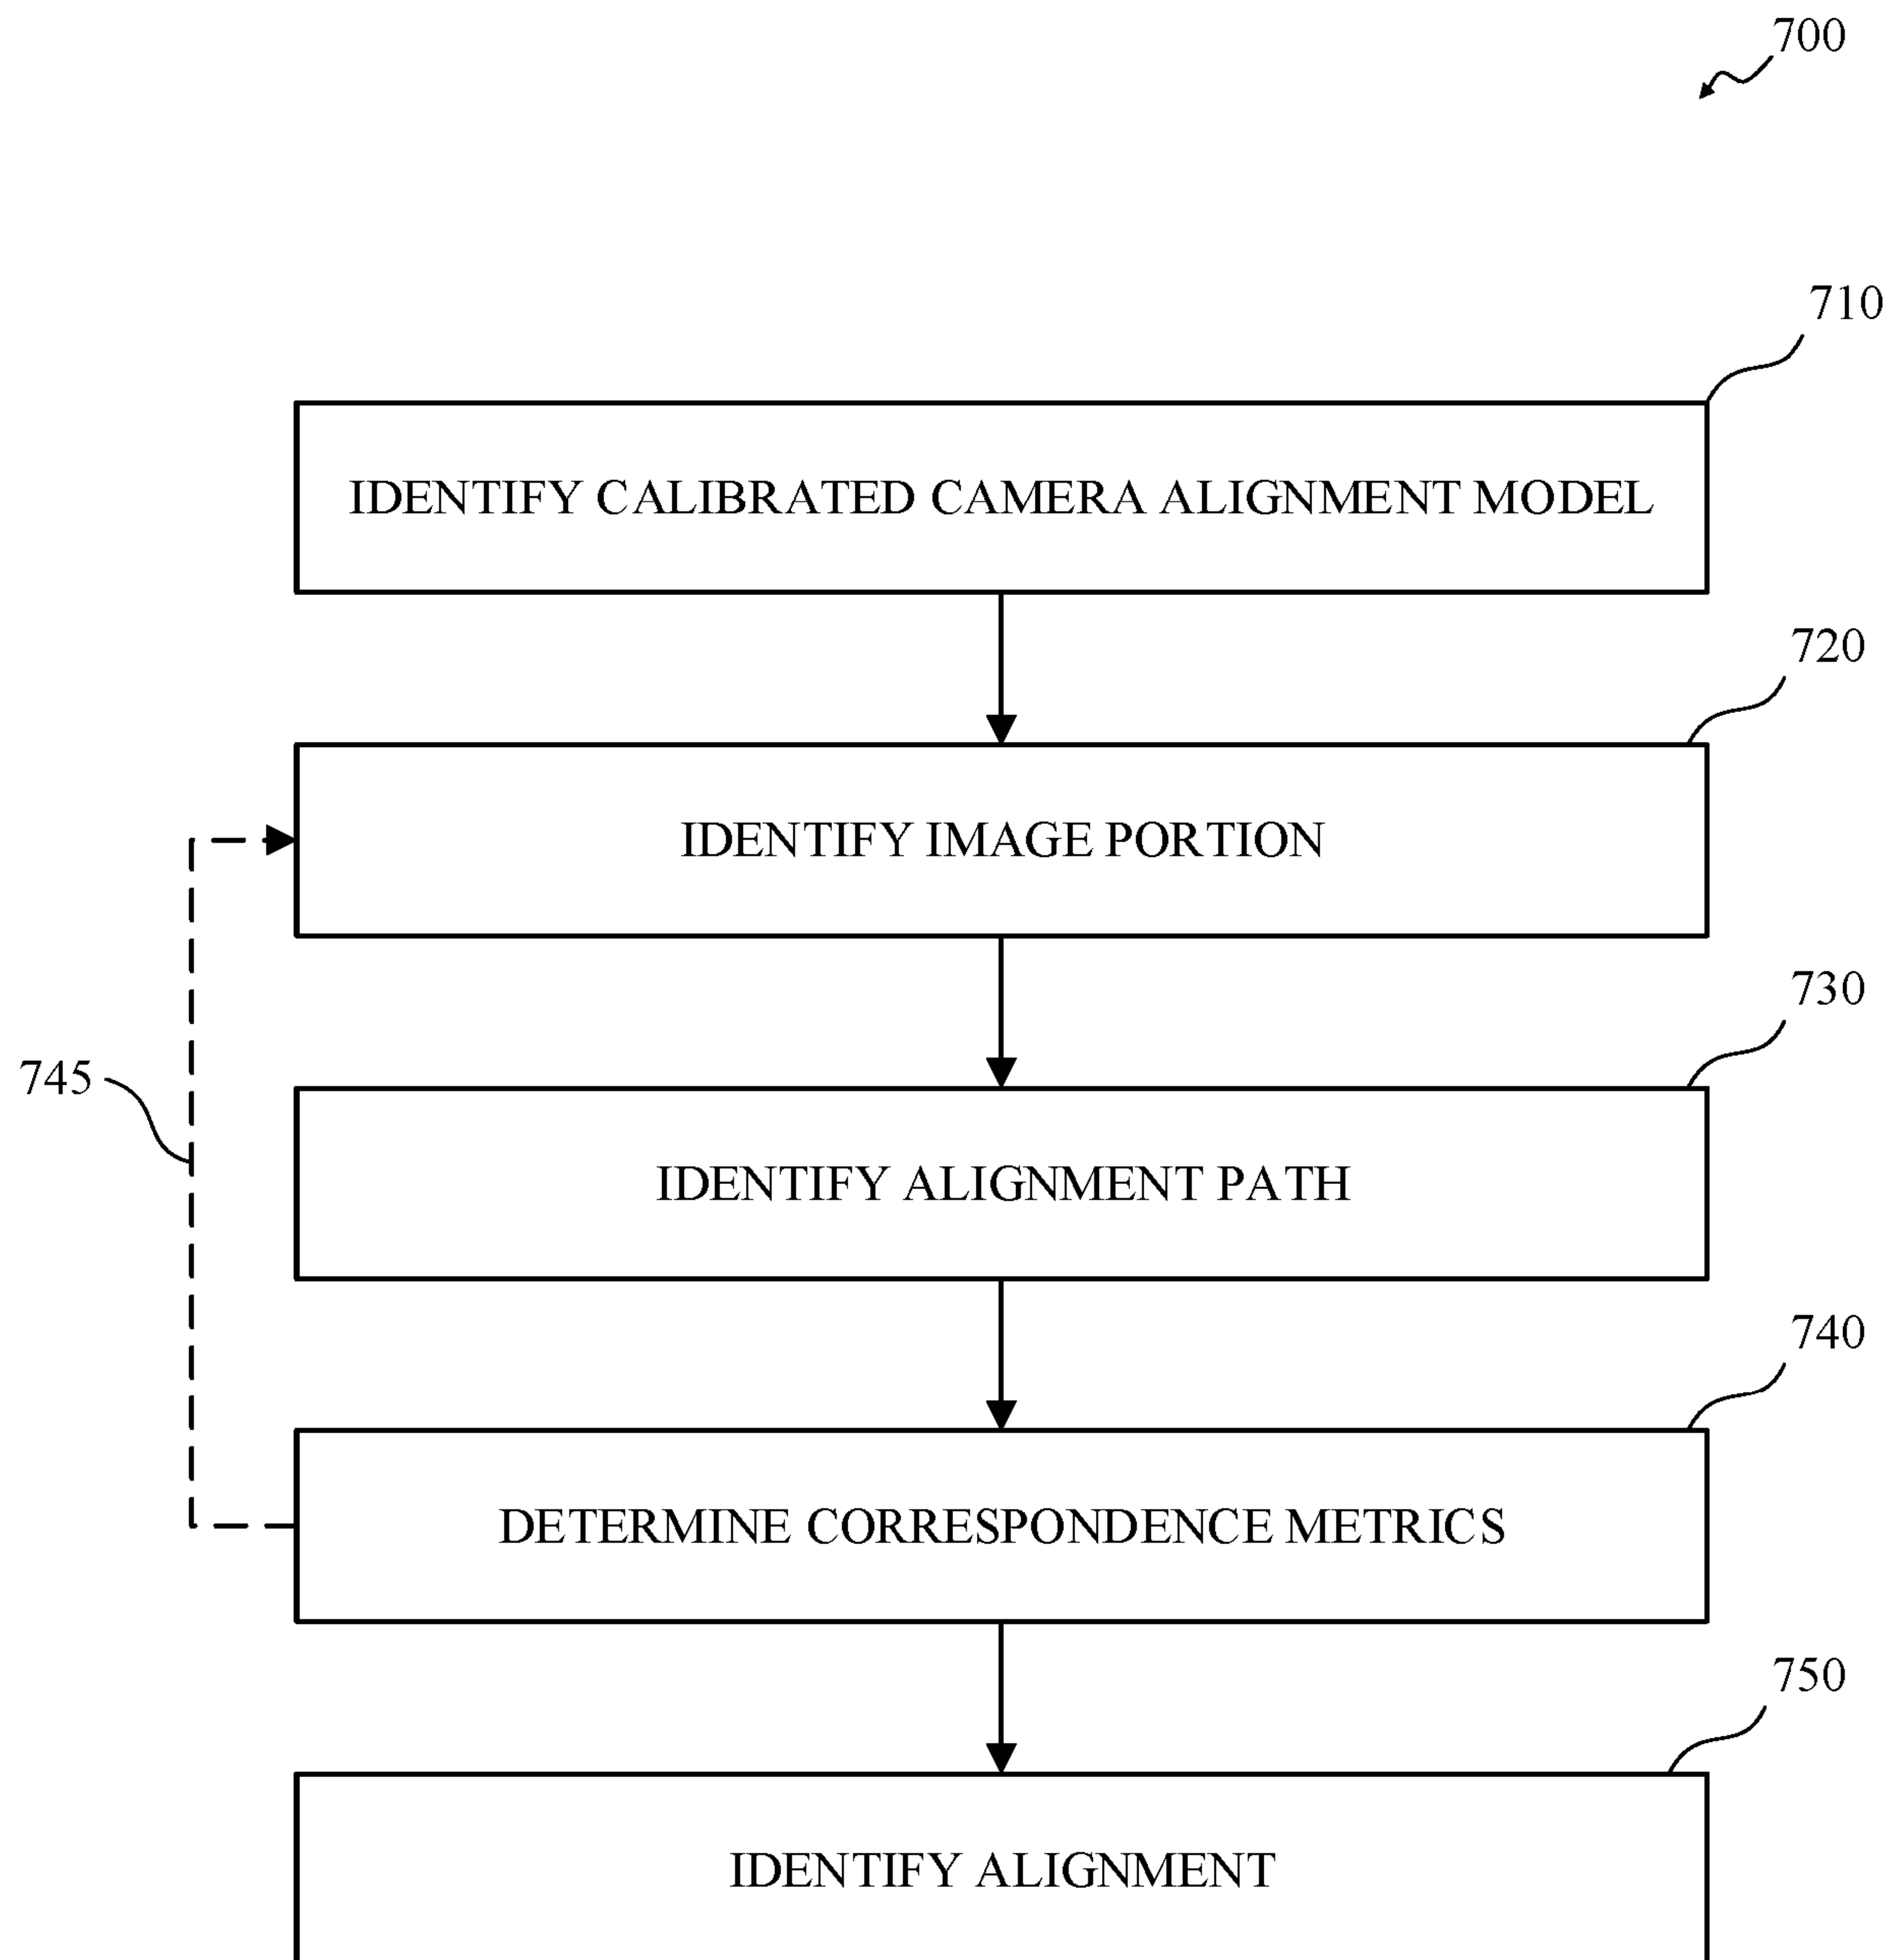 700
710
IDENTIFY CALIBRATED CAMERA ALIGNMENT MODEL
720
IDENTIFY IMAGE PORTION
730
745
IDENTIFY ALIGNMENT PATH
740
DETERMINE CORRESPONDENCE METRICS
750
IDENTIFY ALIGNMENT